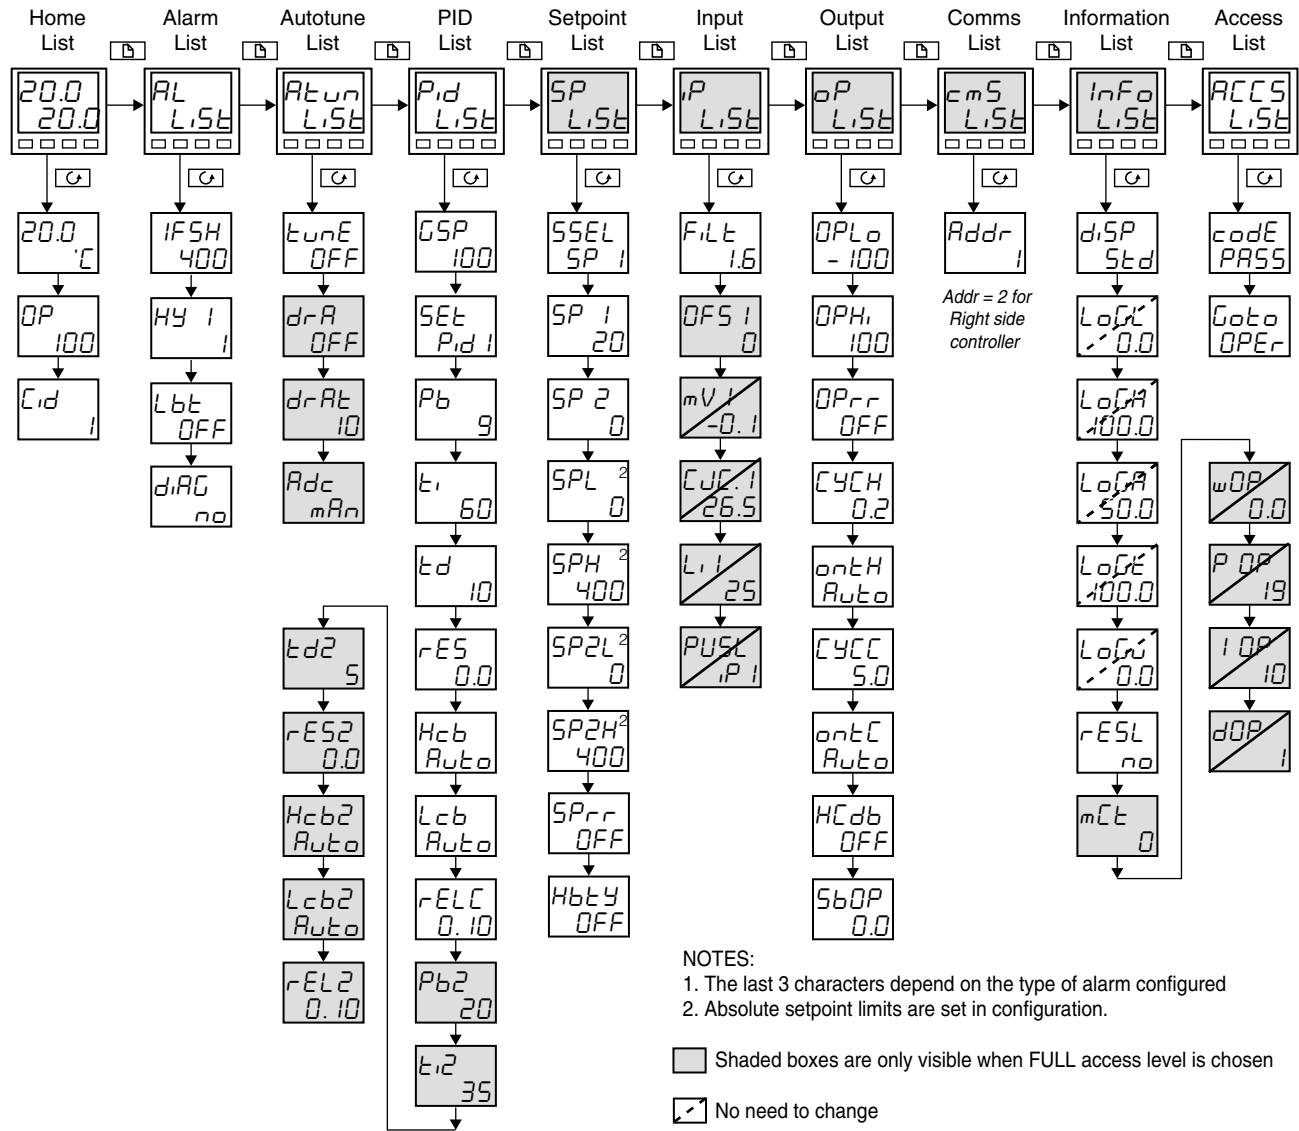 Home List
Alarm List
Autotune List
PID List
Setpoint List
Input List
Output List
Comms List
Information List
Access List
20.0
20.0
AL
LiSt
Atun
LiSt
Pid
LiSt
SP
LiSt
iP
LiSt
oP
LiSt
cmS
LiSt
InFo
LiSt
ACCS
LiSt
20.0
°C
OP
100
Cid
1
1FSH
400
HY 1
1
Lbt
OFF
diAG
no
tunE
OFF
drA
OFF
drAt
10
Adc
mAn
GSP
100
SEt
Pid1
Pb
9
ti
60
td
10
rES
0.0
Hcb
Auto
Lcb
Auto
rELC
0.10
Pb2
20
ti2
35
td2
5
rES2
0.0
Hcb2
Auto
Lcb2
Auto
rEL2
0.10
SSEL
SP 1
SP 1
20
SP 2
0
SPL 2
0
SPH 2
400
SP2L 2
0
SP2H 2
400
SPrr
OFF
HbtY
OFF
FiLt
1.6
OFS1
0
mV1
-0.1
CJC.1
26.5
Li1
25
PUSL
iP1
OPLo
-100
OPHi
100
OPrr
OFF
CYCH
0.2
ontH
Auto
CYCC
5.0
ontC
Auto
HCdb
OFF
SbOP
0.0
Addr
1
Addr = 2 for
Right side
controller
diSP
Std
LoGL
0.0
LoGH
100.0
LoGA
50.0
LoGt
100.0
LoGu
0.0
rESL
no
mCt
0
wOP
0.0
P OP
19
I OP
10
dOP
1
codE
PASS
Goto
OPEr
NOTES:
1. The last 3 characters depend on the type of alarm configured
2. Absolute setpoint limits are set in configuration.
Shaded boxes are only visible when FULL access level is chosen
No need to change